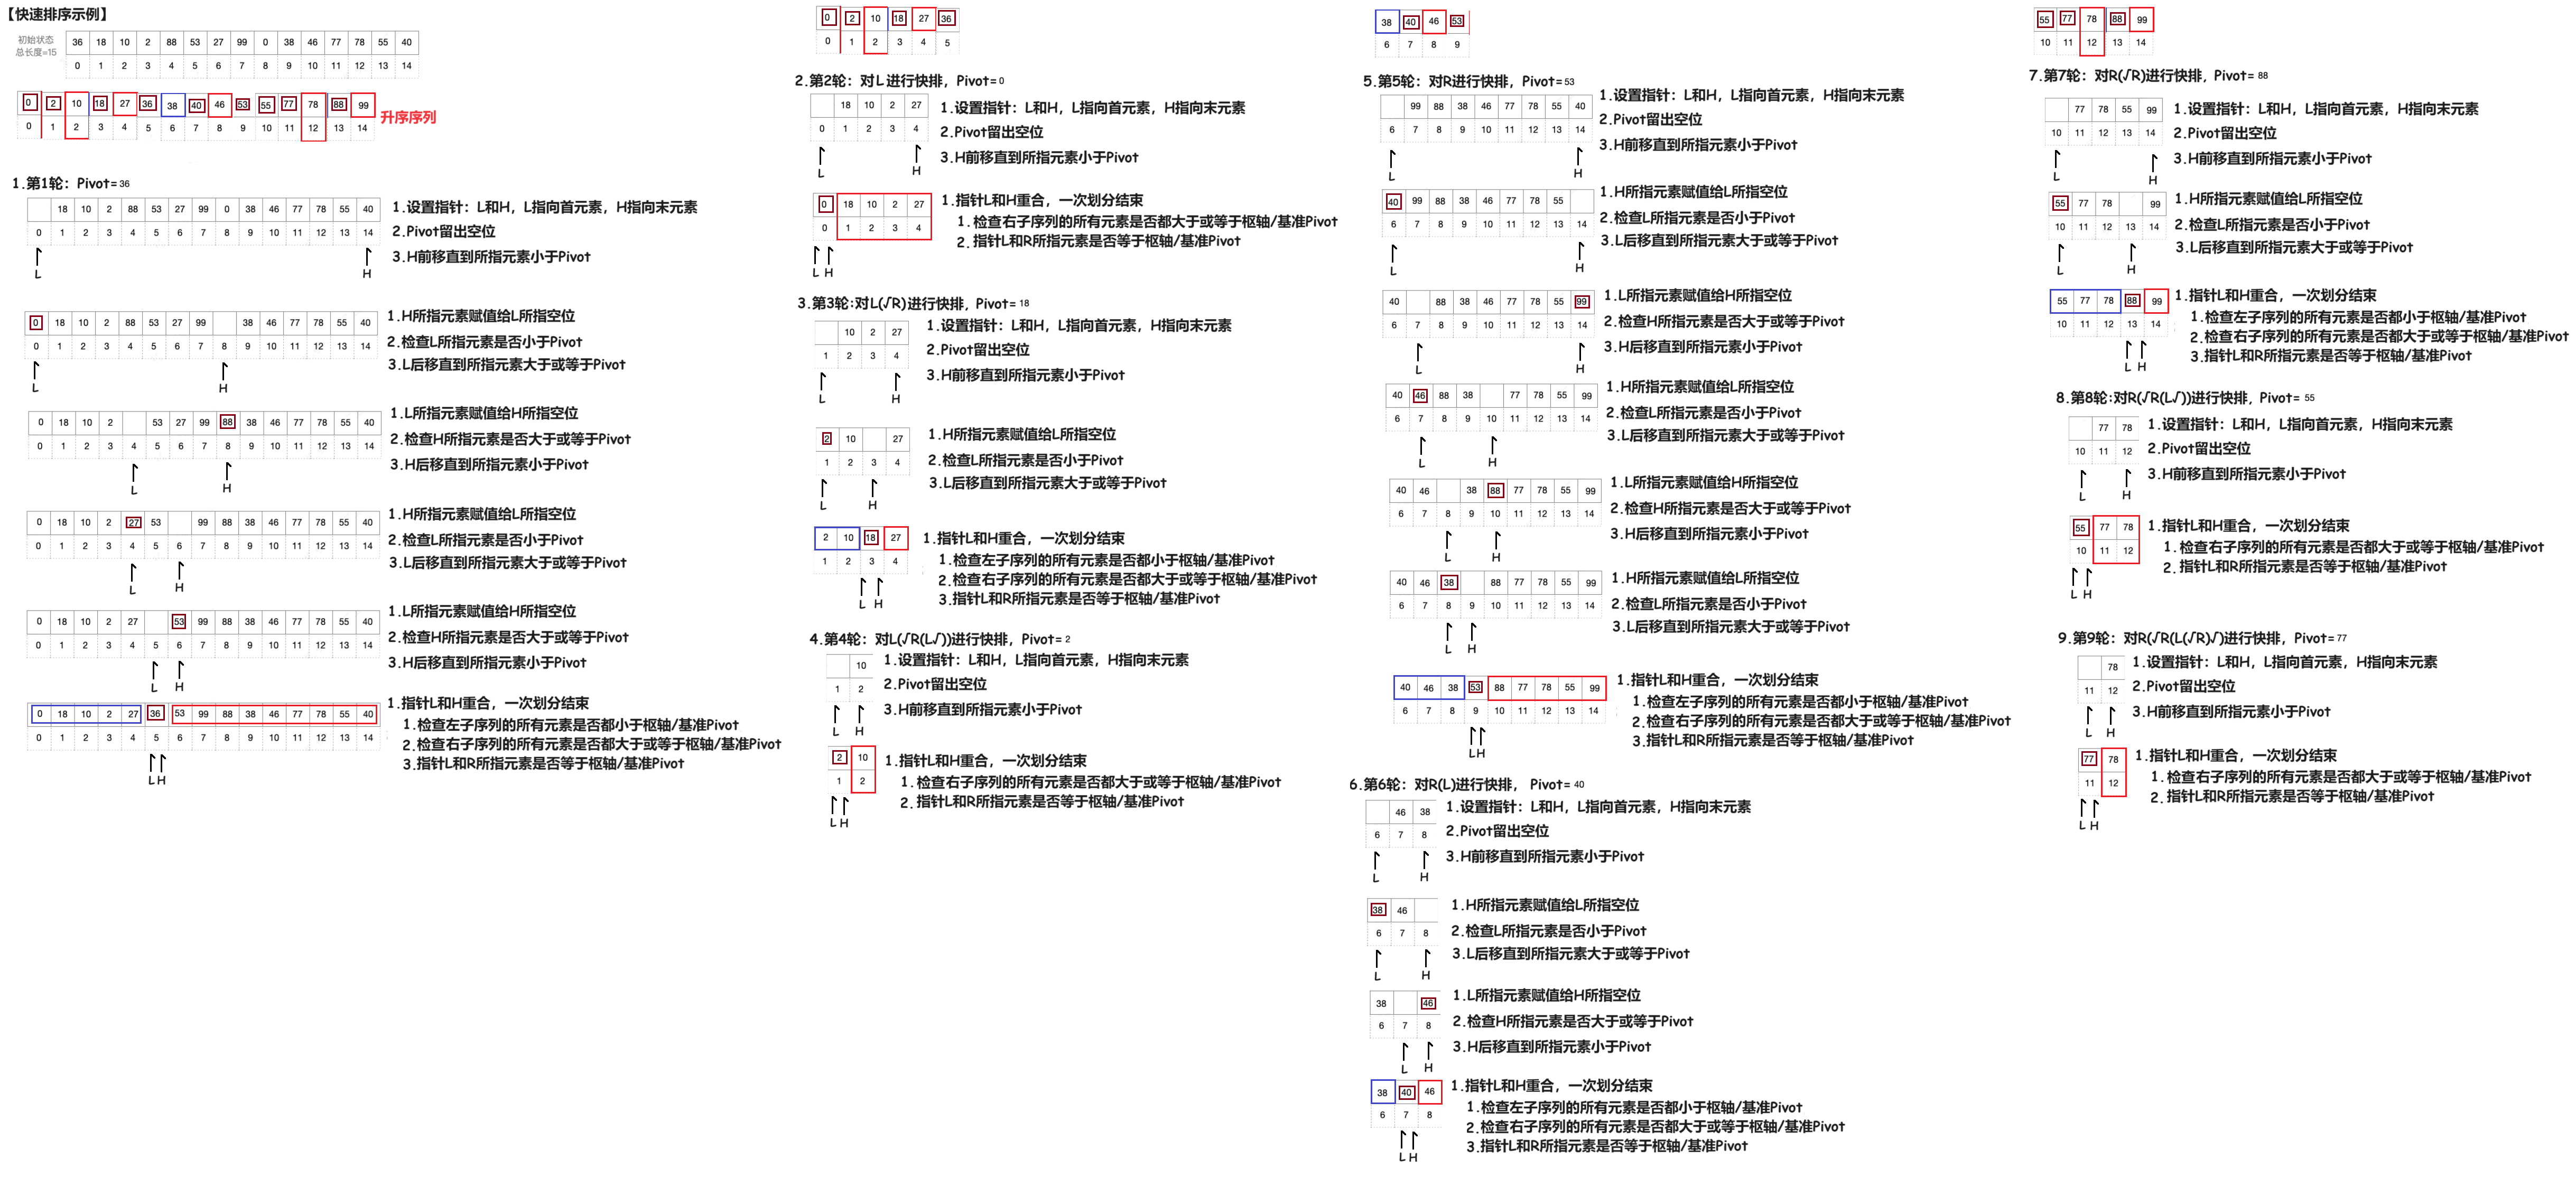 【快速排序示例】
初始状态
总长度=15
36 18 10 2 88 53 27 99 0 38 46 77 78 55 40
0 1 2 3 4 5 6 7 8 9 10 11 12 13 14
0 2 10 18 27 36 38 40 46 53 55 77 78 88 99
升序序列
0 1 2 3 4 5 6 7 8 9 10 11 12 13 14
1.第1轮：Pivot=36
18 10 2 88 53 27 99 0 38 46 77 78 55 40
0 1 2 3 4 5 6 7 8 9 10 11 12 13 14
L H
1.设置指针：L和H，L指向首元素，H指向末元素
2.Pivot留出空位
3.H前移直到所指元素小于Pivot
0 18 10 2 88 53 27 99 38 46 77 78 55 40
0 1 2 3 4 5 6 7 8 9 10 11 12 13 14
L H
1.H所指元素赋值给L所指空位
2.检查L所指元素是否小于Pivot
3.L后移直到所指元素大于或等于Pivot
0 18 10 2 53 27 99 88 38 46 77 78 55 40
0 1 2 3 4 5 6 7 8 9 10 11 12 13 14
L H
1.L所指元素赋值给H所指空位
2.检查H所指元素是否大于或等于Pivot
3.H后移直到所指元素小于Pivot
0 18 10 2 27 53 99 88 38 46 77 78 55 40
0 1 2 3 4 5 6 7 8 9 10 11 12 13 14
L H
1.H所指元素赋值给L所指空位
2.检查L所指元素是否小于Pivot
3.L后移直到所指元素大于或等于Pivot
0 18 10 2 27 53 99 88 38 46 77 78 55 40
0 1 2 3 4 5 6 7 8 9 10 11 12 13 14
L H
1.L所指元素赋值给H所指空位
2.检查H所指元素是否大于或等于Pivot
3.H后移直到所指元素小于Pivot
0 18 10 2 27 36 53 99 88 38 46 77 78 55 40
0 1 2 3 4 5 6 7 8 9 10 11 12 13 14
L H
1.指针L和H重合，一次划分结束
1.检查左子序列的所有元素是否都小于枢轴/基准Pivot
2.检查右子序列的所有元素是否都大于或等于枢轴/基准Pivot
3.指针L和R所指元素是否等于枢轴/基准Pivot
0 2 10 18 27 36
0 1 2 3 4 5
2.第2轮：对L进行快排，Pivot=0
18 10 2 27
0 1 2 3 4
L H
1.设置指针：L和H，L指向首元素，H指向末元素
2.Pivot留出空位
3.H前移直到所指元素小于Pivot
0 18 10 2 27
0 1 2 3 4
L H
1.指针L和H重合，一次划分结束
1.检查右子序列的所有元素是否都大于或等于枢轴/基准Pivot
2.指针L和R所指元素是否等于枢轴/基准Pivot
3.第3轮:对L(√R)进行快排，Pivot=18
10 2 27
1 2 3 4
L H
1.设置指针：L和H，L指向首元素，H指向末元素
2.Pivot留出空位
3.H前移直到所指元素小于Pivot
2 10 27
1 2 3 4
L H
1.H所指元素赋值给L所指空位
2.检查L所指元素是否小于Pivot
3.L后移直到所指元素大于或等于Pivot
2 10 18 27
1 2 3 4
L H
1.指针L和H重合，一次划分结束
1.检查左子序列的所有元素是否都小于枢轴/基准Pivot
2.检查右子序列的所有元素是否都大于或等于枢轴/基准Pivot
3.指针L和R所指元素是否等于枢轴/基准Pivot
4.第4轮：对L(√R(L√))进行快排，Pivot=2
10
1 2
L H
1.设置指针：L和H，L指向首元素，H指向末元素
2.Pivot留出空位
3.H前移直到所指元素小于Pivot
2 10
1 2
L H
1.指针L和H重合，一次划分结束
1.检查右子序列的所有元素是否都大于或等于枢轴/基准Pivot
2.指针L和R所指元素是否等于枢轴/基准Pivot
38 40 46 53
6 7 8 9
5.第5轮：对R进行快排，Pivot=53
99 88 38 46 77 78 55 40
6 7 8 9 10 11 12 13 14
L H
1.设置指针：L和H，L指向首元素，H指向末元素
2.Pivot留出空位
3.H前移直到所指元素小于Pivot
40 99 88 38 46 77 78 55
6 7 8 9 10 11 12 13 14
L H
1.H所指元素赋值给L所指空位
2.检查L所指元素是否小于Pivot
3.L后移直到所指元素大于或等于Pivot
40 88 38 46 77 78 55 99
6 7 8 9 10 11 12 13 14
L H
1.L所指元素赋值给H所指空位
2.检查H所指元素是否大于或等于Pivot
3.H后移直到所指元素小于Pivot
40 46 88 38 77 78 55 99
6 7 8 9 10 11 12 13 14
L H
1.H所指元素赋值给L所指空位
2.检查L所指元素是否小于Pivot
3.L后移直到所指元素大于或等于Pivot
40 46 38 88 77 78 55 99
6 7 8 9 10 11 12 13 14
L H
1.L所指元素赋值给H所指空位
2.检查H所指元素是否大于或等于Pivot
3.H后移直到所指元素小于Pivot
40 46 38 88 77 78 55 99
6 7 8 9 10 11 12 13 14
L H
1.H所指元素赋值给L所指空位
2.检查L所指元素是否小于Pivot
3.L后移直到所指元素大于或等于Pivot
40 46 38 53 88 77 78 55 99
6 7 8 9 10 11 12 13 14
L H
1.指针L和H重合，一次划分结束
1.检查左子序列的所有元素是否都小于枢轴/基准Pivot
2.检查右子序列的所有元素是否都大于或等于枢轴/基准Pivot
3.指针L和R所指元素是否等于枢轴/基准Pivot
6.第6轮：对R(L)进行快排，Pivot=40
46 38
6 7 8
L H
1.设置指针：L和H，L指向首元素，H指向末元素
2.Pivot留出空位
3.H前移直到所指元素小于Pivot
38 46
6 7 8
L H
1.H所指元素赋值给L所指空位
2.检查L所指元素是否小于Pivot
3.L后移直到所指元素大于或等于Pivot
38 46
6 7 8
L H
1.L所指元素赋值给H所指空位
2.检查H所指元素是否大于或等于Pivot
3.H后移直到所指元素小于Pivot
38 40 46
6 7 8
L H
1.指针L和H重合，一次划分结束
1.检查左子序列的所有元素是否都小于枢轴/基准Pivot
2.检查右子序列的所有元素是否都大于或等于枢轴/基准Pivot
3.指针L和R所指元素是否等于枢轴/基准Pivot
55 77 78 88 99
10 11 12 13 14
7.第7轮：对R(√R)进行快排，Pivot=88
77 78 55 99
10 11 12 13 14
L H
1.设置指针：L和H，L指向首元素，H指向末元素
2.Pivot留出空位
3.H前移直到所指元素小于Pivot
55 77 78 99
10 11 12 13 14
L H
1.H所指元素赋值给L所指空位
2.检查L所指元素是否小于Pivot
3.L后移直到所指元素大于或等于Pivot
55 77 78 88 99
10 11 12 13 14
L H
1.指针L和H重合，一次划分结束
1.检查左子序列的所有元素是否都小于枢轴/基准Pivot
2.检查右子序列的所有元素是否都大于或等于枢轴/基准Pivot
3.指针L和R所指元素是否等于枢轴/基准Pivot
8.第8轮:对R(√R(L√))进行快排，Pivot=55
77 78
10 11 12
L H
1.设置指针：L和H，L指向首元素，H指向末元素
2.Pivot留出空位
3.H前移直到所指元素小于Pivot
55 77 78
10 11 12
L H
1.指针L和H重合，一次划分结束
1.检查右子序列的所有元素是否都大于或等于枢轴/基准Pivot
2.指针L和R所指元素是否等于枢轴/基准Pivot
9.第9轮：对R(√R(L(√R)√)进行快排，Pivot=77
78
11 12
L H
1.设置指针：L和H，L指向首元素，H指向末元素
2.Pivot留出空位
3.H前移直到所指元素小于Pivot
77 78
11 12
L H
1.指针L和H重合，一次划分结束
1.检查右子序列的所有元素是否都大于或等于枢轴/基准Pivot
2.指针L和R所指元素是否等于枢轴/基准Pivot